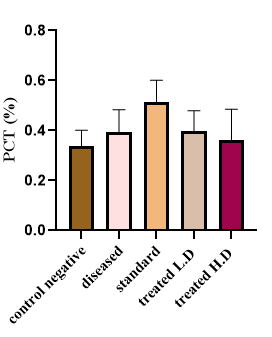 PCT (%)
0.8
0.6
0.4
0.2
0.0
control negative
diseased
standard
treated L.D
treated H.D